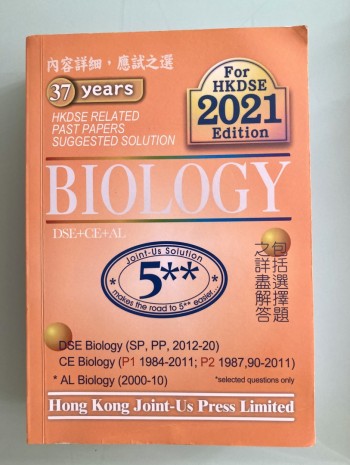 內容詳細，應試之選
37 years
HKDSE RELATED
PAST PAPERS
SUGGESTED SOLUTION
For
HKDSE
2021
Edition
BIOLOGY
DSE+CE+AL
Joint-Us Solution
5**
makes the road to 5** easier...
包括選擇題
之詳盡解答
DSE Biology (SP, PP, 2012-20)
CE Biology (P1 1984-2011; P2 1987,90-2011)
* AL Biology (2000-10)
*selected questions only
Hong Kong Joint-Us Press Limited